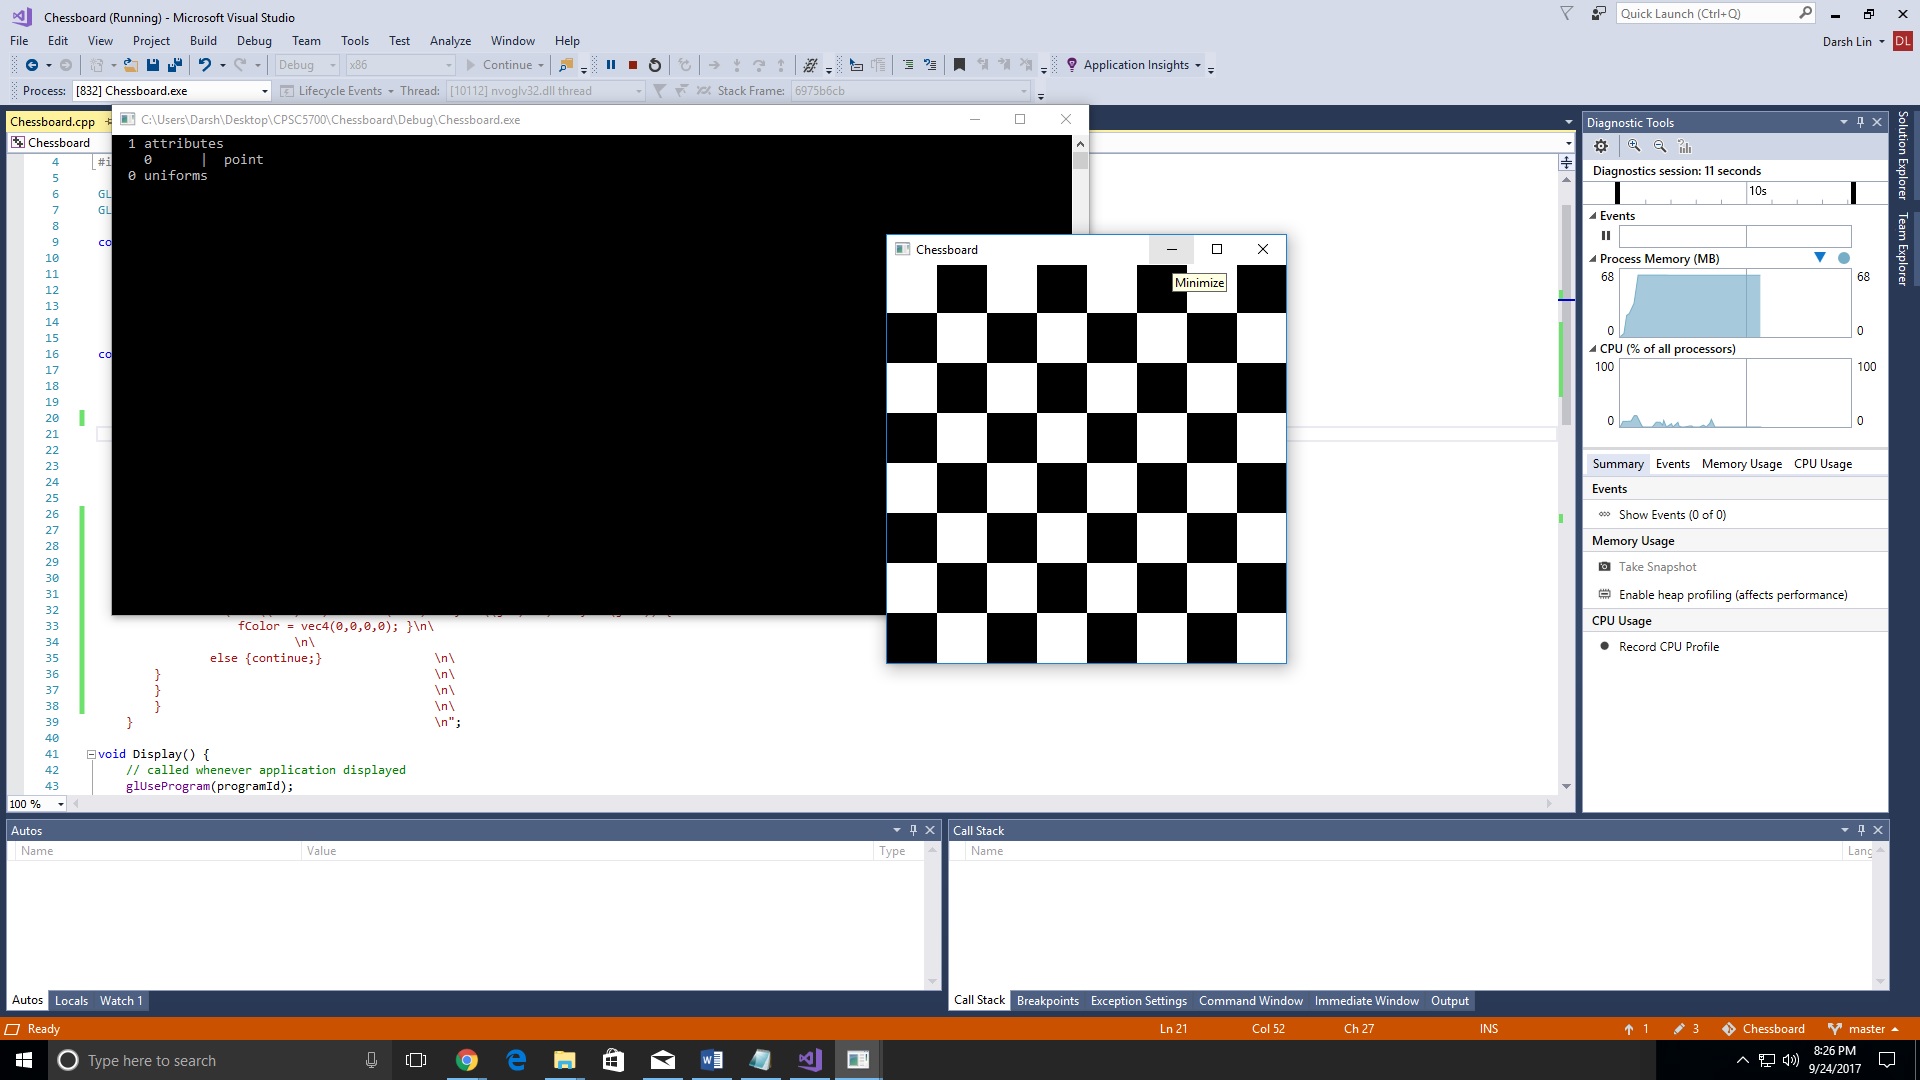 Chessboard (Running) - Microsoft Visual Studio
Quick Launch (Ctrl+Q)
File Edit View Project Build Debug Team Tools Test Analyze Window Help
Darsh Lin DL
Debug x86 Continue Application Insights
Process: [832] Chessboard.exe Lifecycle Events Thread: [10112] nvoglv32.dll thread Stack Frame: 6975b6cb
Chessboard.cpp
C:\Users\Darsh\Desktop\CPSC5700\Chessboard\Debug\Chessboard.exe
Chessboard
1 attributes
0 | point
0 uniforms
4 #i
5
6 GL
7 GL
8
9 co
10
11
12
13
14
15
16 co
17
18
19
20
21
22
23
24
25
26
27
28
29
30
31
32
33 fColor = vec4(0,0,0,0); }\n\
34 \n\
35 else {continue;} \n\
36 } \n\
37 } \n\
38 } \n\
39 } \n";
40
41 void Display() {
42 // called whenever application displayed
43 glUseProgram(programId);
100 %
Chessboard
Minimize
Diagnostic Tools
Diagnostics session: 11 seconds
10s
Events
Process Memory (MB)
68 68
0 0
CPU (% of all processors)
100 100
0 0
Summary Events Memory Usage CPU Usage
Events
Show Events (0 of 0)
Memory Usage
Take Snapshot
Enable heap profiling (affects performance)
CPU Usage
Record CPU Profile
Solution Explorer
Team Explorer
Autos
Name Value Type
Autos Locals Watch 1
Call Stack
Name Lang
Call Stack Breakpoints Exception Settings Command Window Immediate Window Output
Ready Ln 21 Col 52 Ch 27 INS 1 3 Chessboard master
Type here to search
8:26 PM
9/24/2017